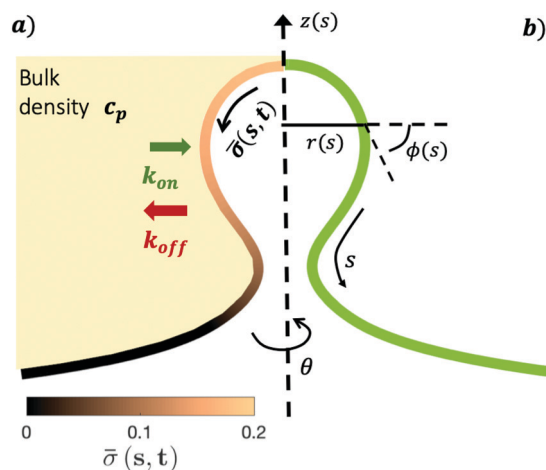 a)
z(s)
b)
Bulk
density c_p
σ̄(s, t)
r(s)
ϕ(s)
k_on
k_off
s
θ
0 0.1 0.2
σ̄ (s, t)